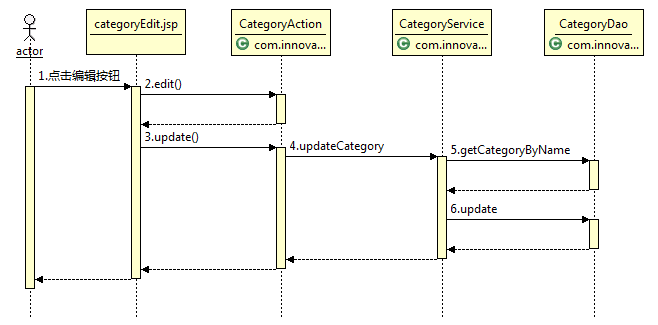 categoryEdit.jsp
CategoryAction
C com.innova...
CategoryService
C com.innova...
CategoryDao
C com.innova...
actor
1.点击编辑按钮
2.edit()
3.update()
4.updateCategory
5.getCategoryByName
6.update